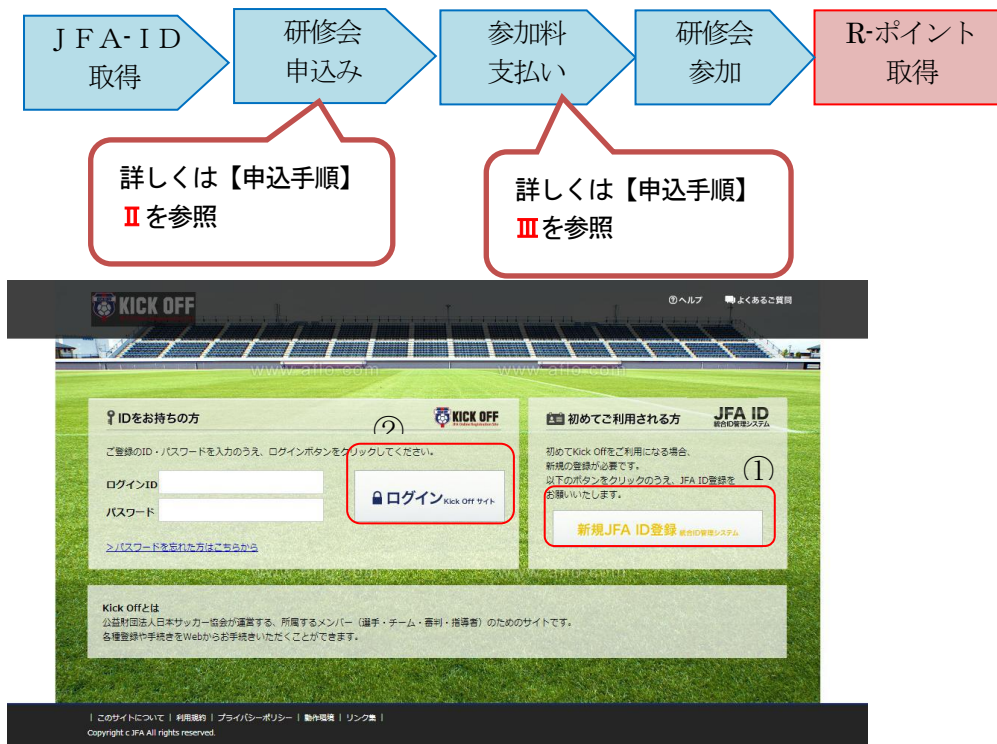 JFA-ID
取得
研修会
申込み
参加料
支払い
研修会
参加
R-ポイント
取得
詳しくは【申込手順】
Ⅱを参照
詳しくは【申込手順】
Ⅲを参照
KICK OFF
?ヘルプ
よくあるご質問
www.aflo.com
www.aflo.com
IDをお持ちの方
②
KICK OFF
JFA Online Registration Site
ご登録のID・パスワードを入力のうえ、ログインボタンをクリックしてください。
ログインID
パスワード
ログイン Kick Off サイト
>パスワードを忘れた方はこちらから
初めてご利用される方
JFA ID
統合ID管理システム
初めてKick Offをご利用になる場合、
新規の登録が必要です。
以下のボタンをクリックのうえ、JFA ID登録を
お願いいたします。
①
新規JFA ID登録 統合ID管理システム
Kick Offとは
公益財団法人日本サッカー協会が運営する、所属するメンバー（選手・チーム・審判・指導者）のためのサイトです。
各種登録や手続きをWebからお手続きいただくことができます。
| このサイトについて | 利用規約 | プライバシーポリシー | 動作環境 | リンク集 |
Copyright c JFA All rights reserved.